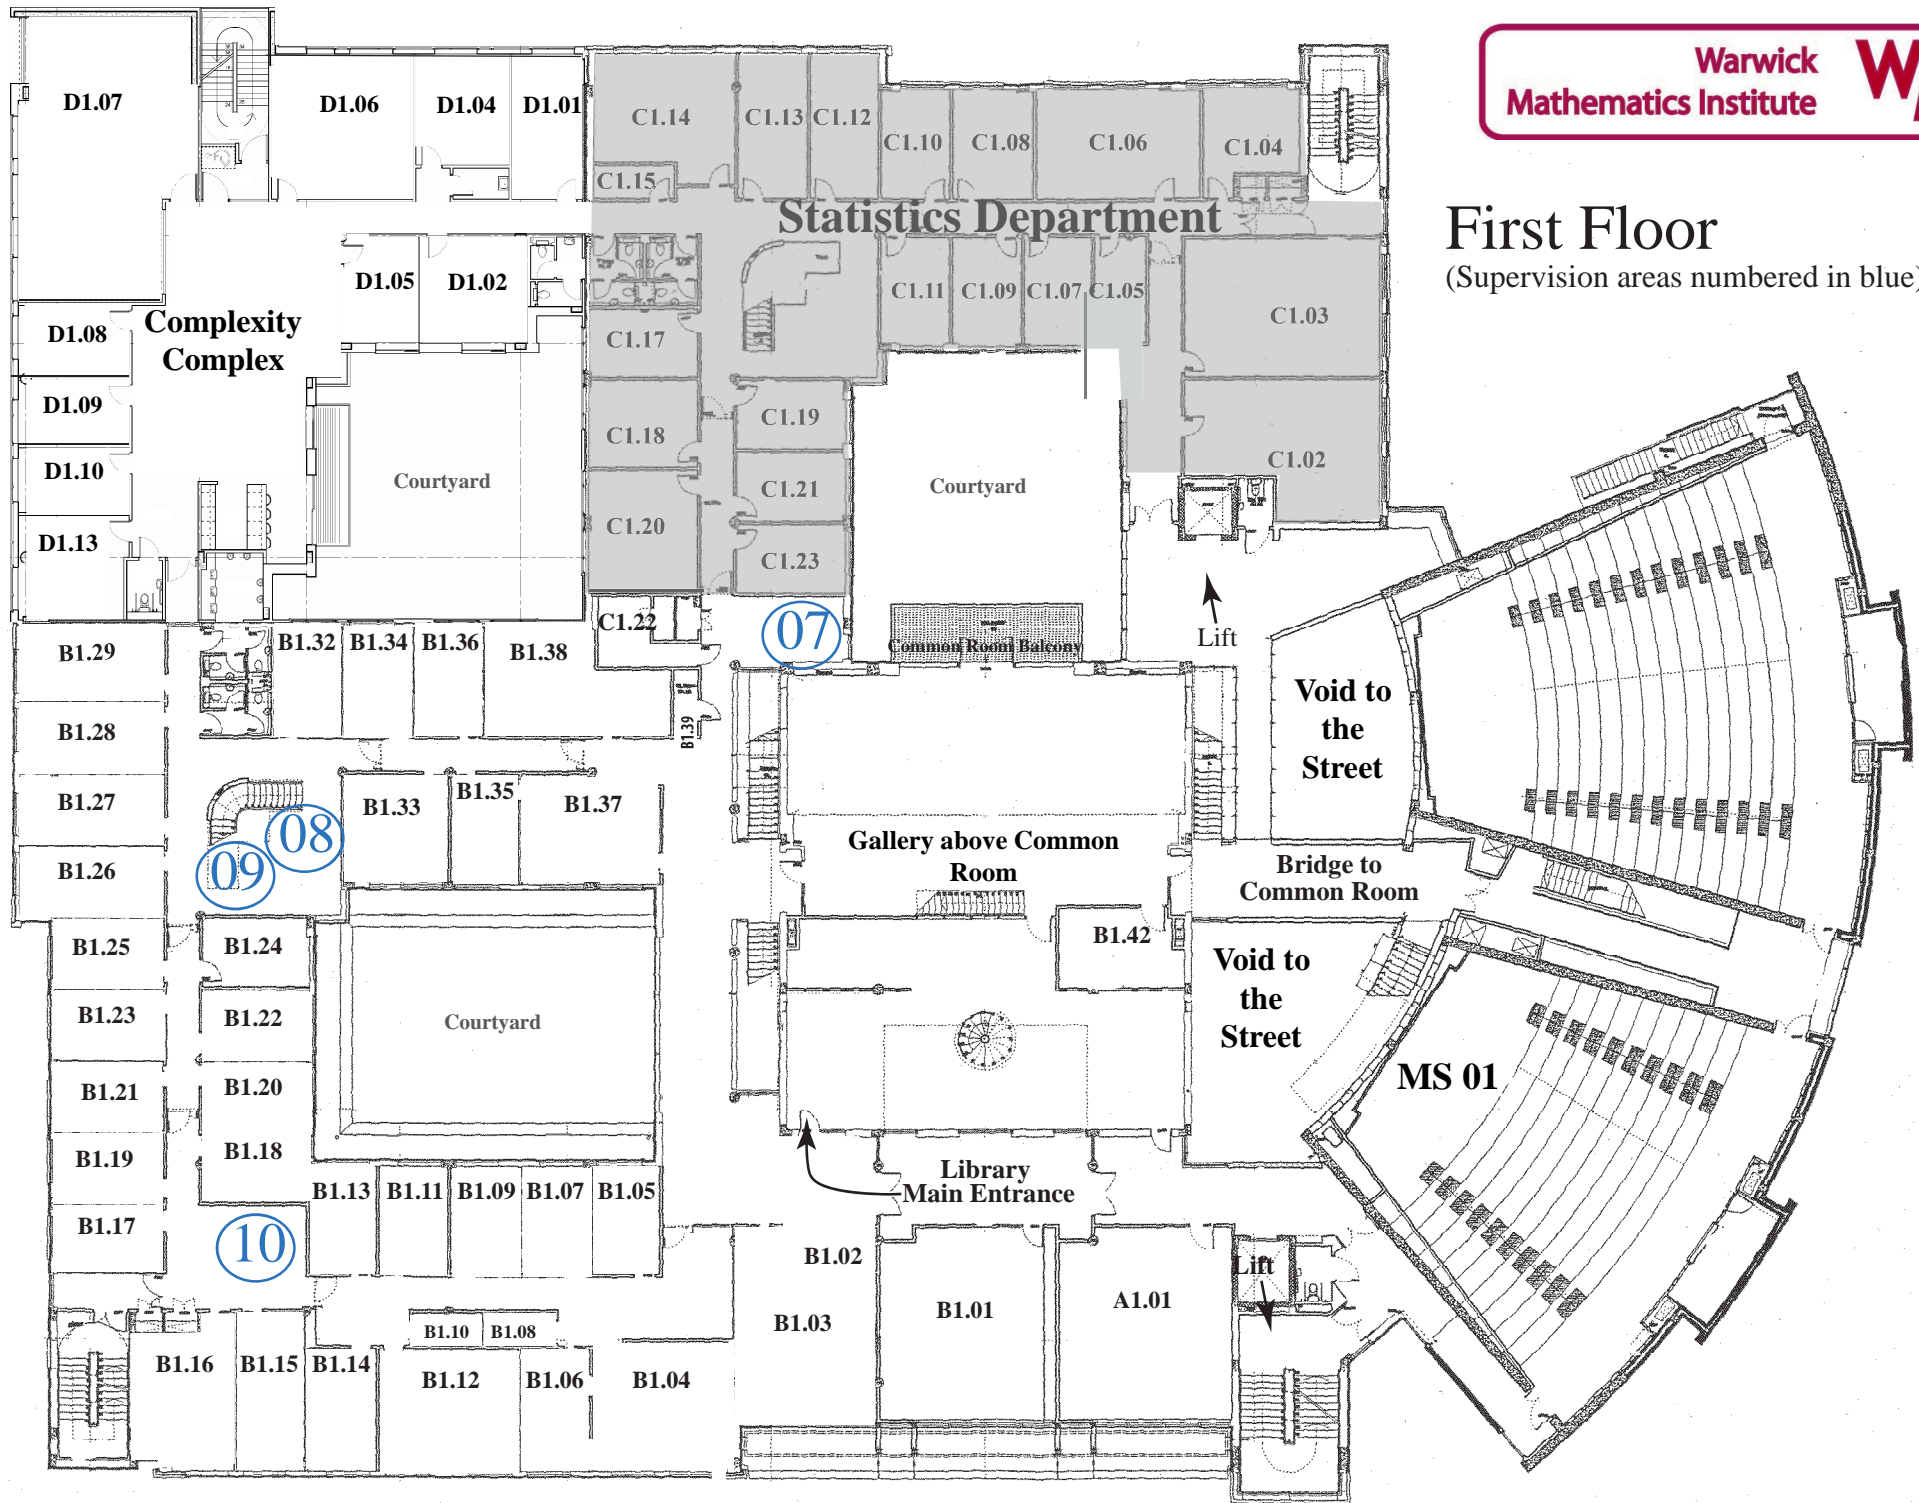 Warwick
Mathematics Institute
First Floor
(Supervision areas numbered in blue)
D1.07
D1.06
D1.04
D1.01
C1.14
C1.13
C1.12
C1.10
C1.08
C1.06
C1.04
C1.15
Statistics Department
D1.05
D1.02
C1.11
C1.09
C1.07
C1.05
C1.03
D1.08
Complexity
Complex
C1.17
D1.09
C1.18
C1.19
C1.02
D1.10
Courtyard
C1.21
Courtyard
D1.13
C1.20
C1.23
C1.22
07
Lift
Common Room Balcony
B1.29
B1.32
B1.34
B1.36
B1.38
B1.39
B1.28
Void to
the
Street
B1.27
B1.33
B1.35
B1.37
08
09
B1.26
Gallery above Common
Room
Bridge to
Common Room
B1.25
B1.24
B1.42
Void to
the
Street
B1.23
B1.22
Courtyard
MS 01
B1.21
B1.20
B1.19
B1.18
Library
Main Entrance
B1.13
B1.11
B1.09
B1.07
B1.05
B1.17
10
B1.02
Lift
B1.03
B1.01
A1.01
B1.10
B1.08
B1.16
B1.15
B1.14
B1.12
B1.06
B1.04